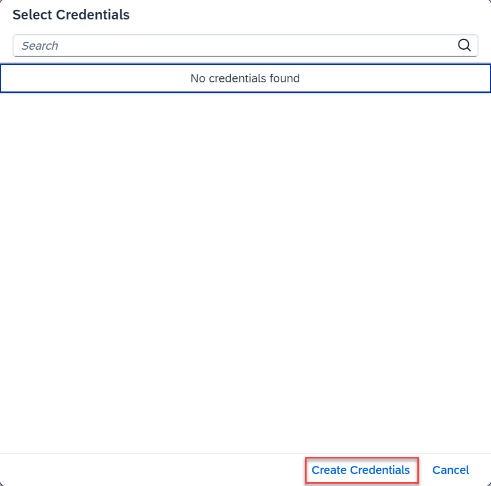 Select Credentials
Search
No credentials found
Create Credentials Cancel